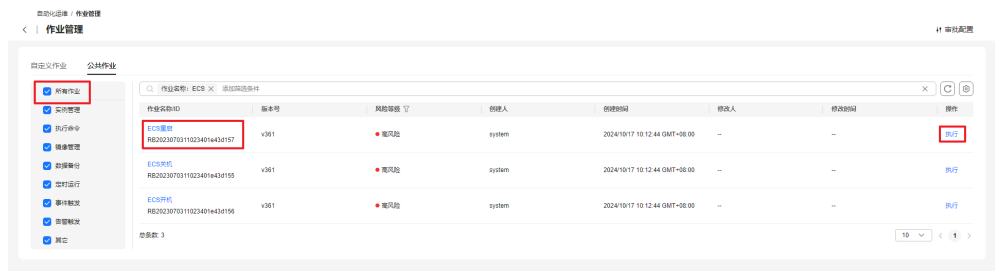 自动化运维 / 作业管理
作业管理
审批配置
自定义作业 公共作业
所有作业
实例管理
执行命令
镜像管理
数据备份
定时运行
事件触发
告警触发
其它
作业名称: ECS 添加筛选条件
作业名称/ID 版本号 风险等级 创建人 创建时间 修改人 修改时间 操作
ECS重启
RB2023070311023401e43d157 v361 高风险 system 2024/10/17 10:12:44 GMT+08:00 -- -- 执行
ECS关机
RB2023070311023401e43d155 v361 高风险 system 2024/10/17 10:12:44 GMT+08:00 -- -- 执行
ECS开机
RB2023070311023401e43d156 v361 高风险 system 2024/10/17 10:12:44 GMT+08:00 -- -- 执行
总条数: 3
10 1